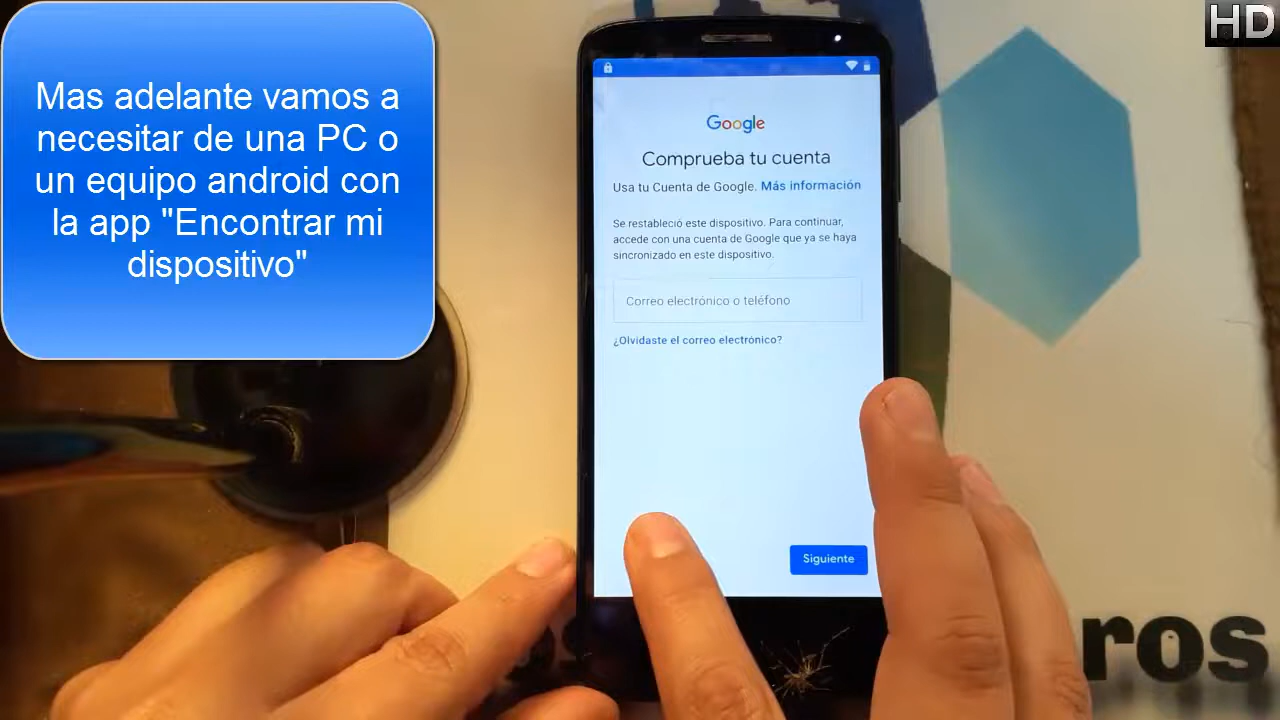 HD
Mas adelante vamos a
necesitar de una PC o
un equipo android con
la app "Encontrar mi
dispositivo"
Google
Comprueba tu cuenta
Usa tu Cuenta de Google. Más información
Se restableció este dispositivo. Para continuar,
accede con una cuenta de Google que ya se haya
sincronizado en este dispositivo.
Correo electrónico o teléfono
¿Olvidaste el correo electrónico?
Siguiente
ros